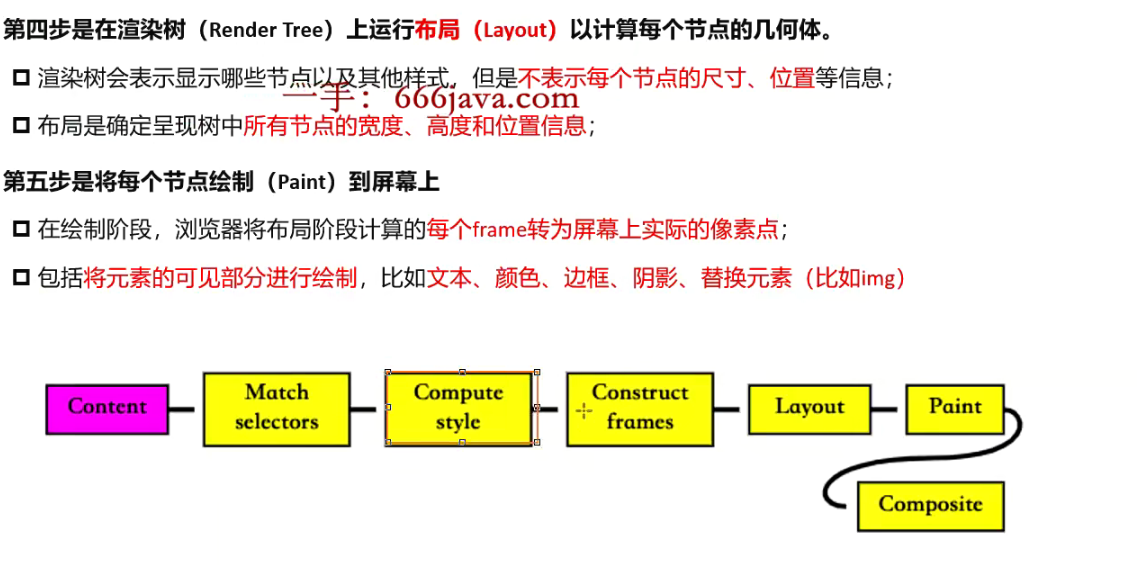 第四步是在渲染树（Render Tree）上运行布局（Layout）以计算每个节点的几何体。
渲染树会表示显示哪些节点以及其他样式，但是不表示每个节点的尺寸、位置等信息；
一手：666java.com
布局是确定呈现树中所有节点的宽度、高度和位置信息；
第五步是将每个节点绘制（Paint）到屏幕上
在绘制阶段，浏览器将布局阶段计算的每个frame转为屏幕上实际的像素点；
包括将元素的可见部分进行绘制，比如文本、颜色、边框、阴影、替换元素（比如img）
Content
Match
selectors
Compute
style
Construct
frames
Layout
Paint
Composite